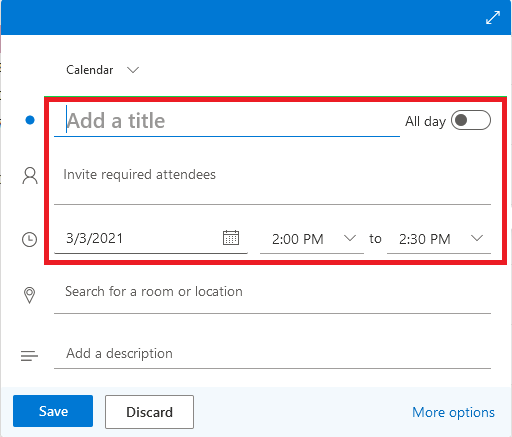 Calendar
Add a title All day
Invite required attendees
3/3/2021 2:00 PM to 2:30 PM
Search for a room or location
Add a description
Save Discard More options